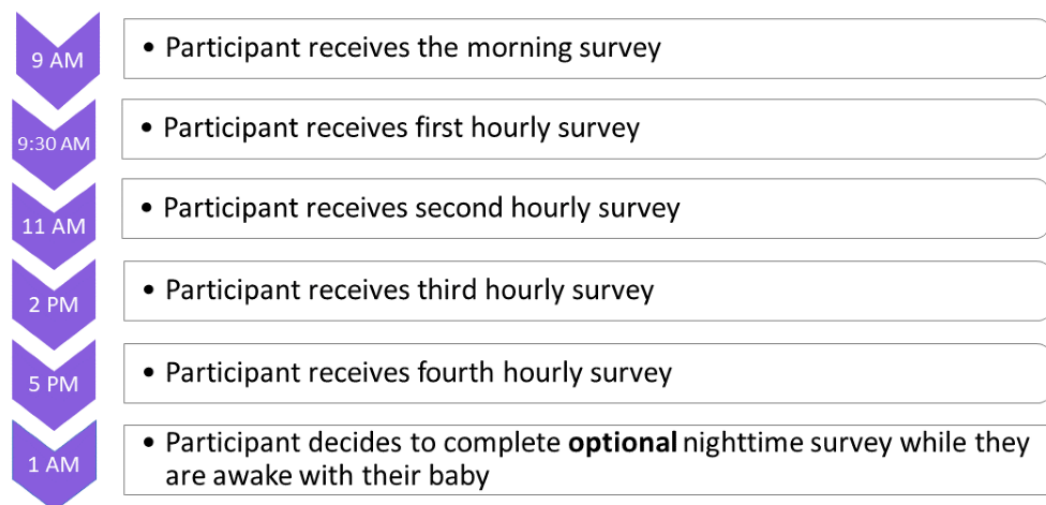 9 AM
• Participant receives the morning survey
9:30 AM
• Participant receives first hourly survey
11 AM
• Participant receives second hourly survey
2 PM
• Participant receives third hourly survey
5 PM
• Participant receives fourth hourly survey
1 AM
• Participant decides to complete optional nighttime survey while they
are awake with their baby